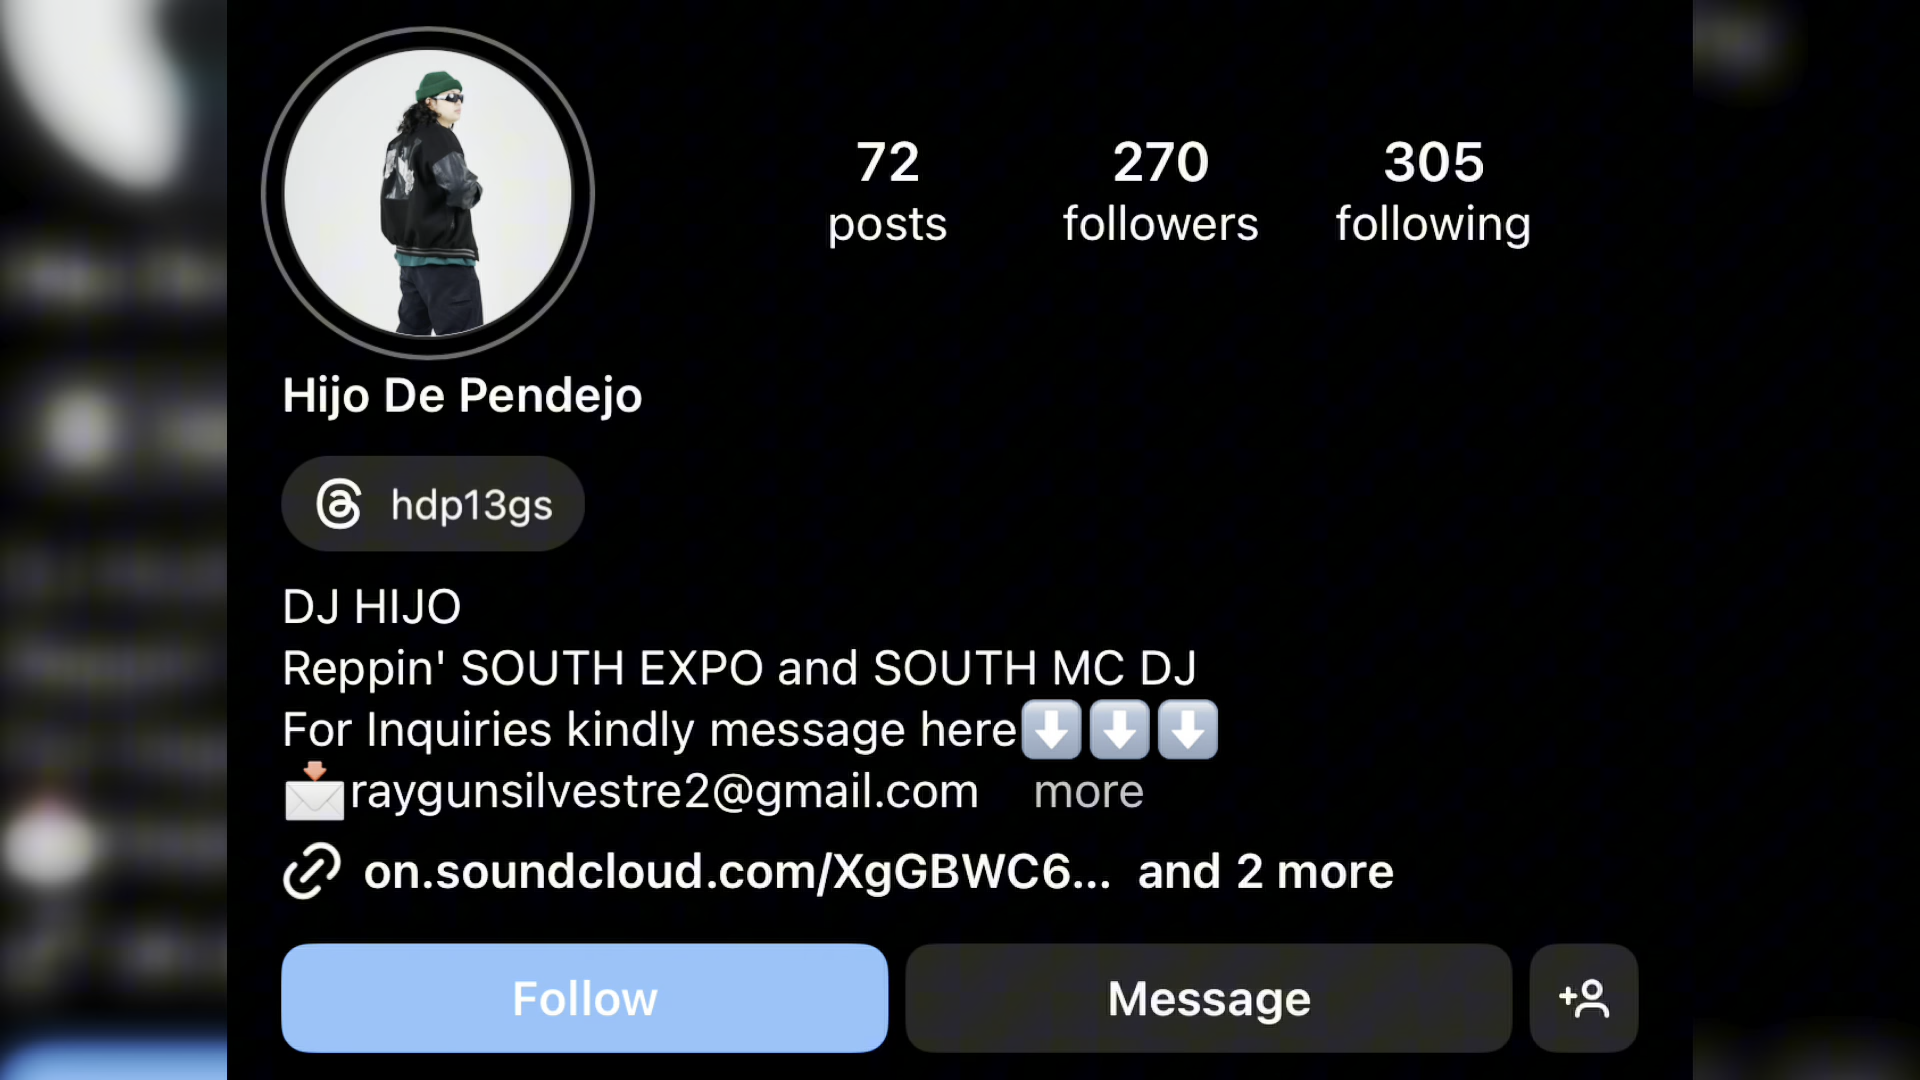 72 270 305
posts followers following
Hijo De Pendejo
hdp13gs
DJ HIJO
Reppin' SOUTH EXPO and SOUTH MC DJ
For Inquiries kindly message here⬇️⬇️⬇️
📩raygunsilvestre2@gmail.com more
on.soundcloud.com/XgGBWC6... and 2 more
Follow Message